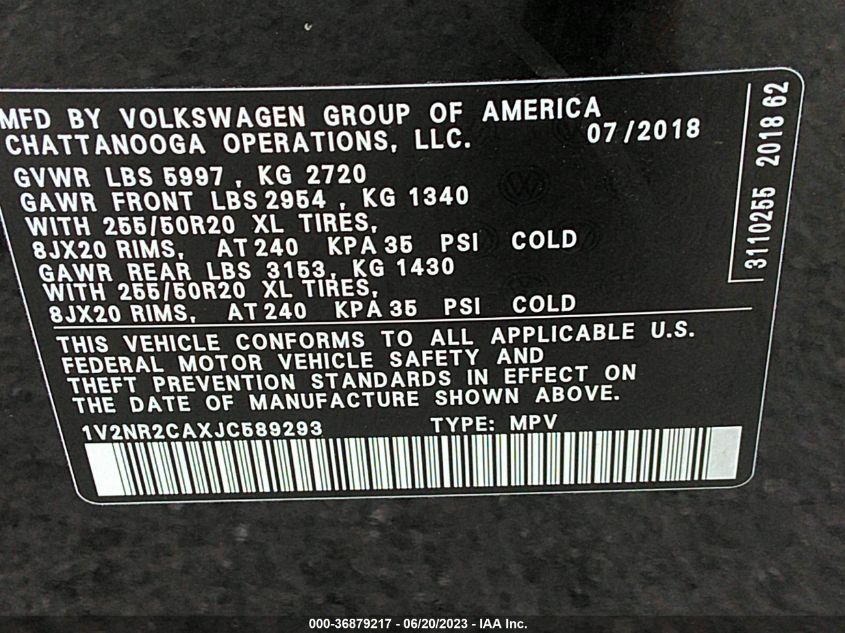 MFD BY VOLKSWAGEN GROUP OF AMERICA
CHATTANOOGA OPERATIONS, LLC. 07/2018
GVWR LBS 5997, KG 2720
GAWR FRONT LBS 2954, KG 1340
WITH 255/50R20 XL TIRES,
8JX20 RIMS, AT 240 KPA 35 PSI COLD
GAWR REAR LBS 3153, KG 1430
WITH 255/50R20 XL TIRES,
8JX20 RIMS, AT 240 KPA 35 PSI COLD
THIS VEHICLE CONFORMS TO ALL APPLICABLE U.S.
FEDERAL MOTOR VEHICLE SAFETY AND
THEFT PREVENTION STANDARDS IN EFFECT ON
THE DATE OF MANUFACTURE SHOWN ABOVE.
1V2NR2CAXJC589293 TYPE: MPV
3110255 2018 62
000-36879217 - 06/20/2023 - IAA Inc.